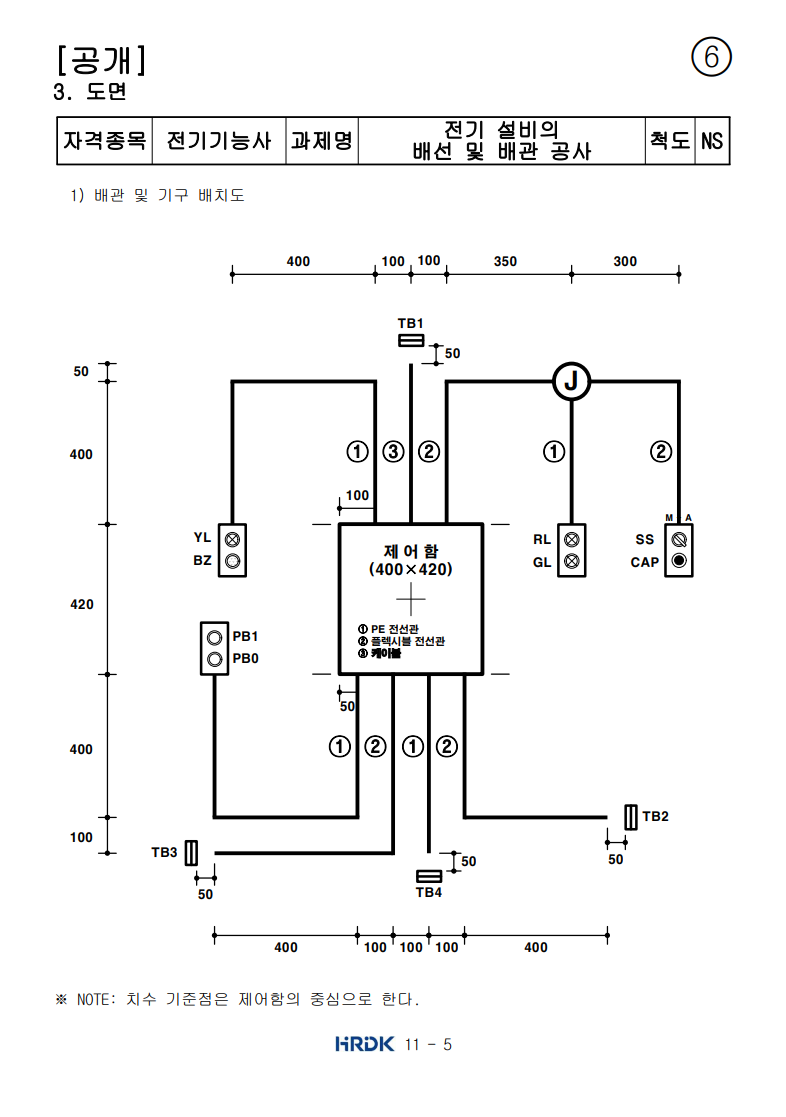 [공개]
⑥
3. 도면
자격종목 전기기능사 과제명 전기 설비의 배선 및 배관 공사 척도 NS
1) 배관 및 기구 배치도
400 100 100 350 300
TB1
50
50
J
400
① ③ ② ① ②
100
M A
YL
BZ
RL
GL
SS
CAP
제어함
(400×420)
420
① PE 전선관
② 플렉시블 전선관
③ 케이블
PB1
PB0
50
400
① ② ① ②
100
TB2
50
TB3
50
50
TB4
400 100 100 100 400
※ NOTE: 치수 기준점은 제어함의 중심으로 한다.
HRDK 11 - 5